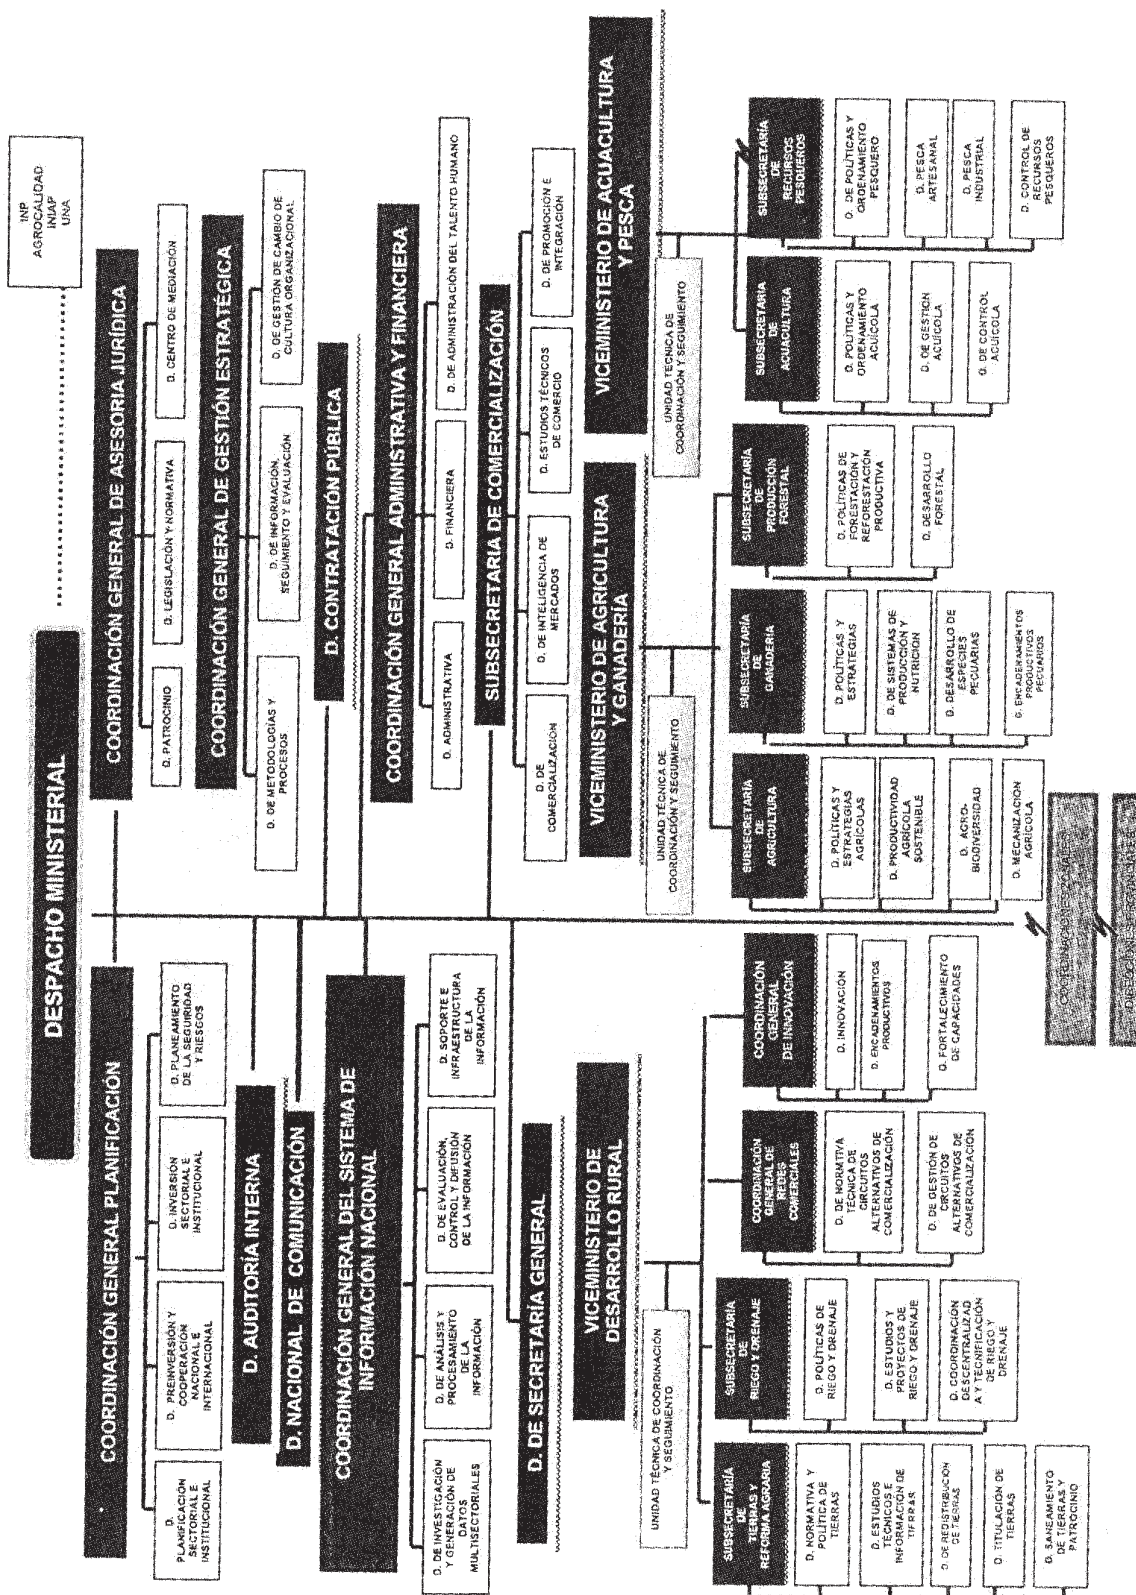 INP
AGROCALIDAD
INIAP
UNA
DESPACHO MINISTERIAL
COORDINACIÓN GENERAL PLANIFICACIÓN
D.
PLANIFICACIÓN
SECTORIAL E
INSTITUCIONAL
D. PREINVERSIÓN Y
COOPERACIÓN
NACIONAL E
INTERNACIONAL
D. INVERSIÓN
SECTORIAL E
INSTITUCIONAL
D. PLANEAMIENTO
DE LA SEGURIDAD
Y RIESGOS
COORDINACIÓN GENERAL DE ASESORIA JURÍDICA
D. PATROCINIO
D. LEGISLACIÓN Y NORMATIVA
D. CENTRO DE MEDIACIÓN
COORDINACIÓN GENERAL DE GESTIÓN ESTRATÉGICA
D. DE METODOLOGÍAS Y
PROCESOS
D. DE INFORMACIÓN,
SEGUIMIENTO Y EVALUACIÓN
D. DE GESTIÓN DE CAMBIO DE
CULTURA ORGANIZACIONAL
D. AUDITORÍA INTERNA
D. NACIONAL DE COMUNICACIÓN
D. CONTRATACIÓN PÚBLICA
COORDINACIÓN GENERAL DEL SISTEMA DE
INFORMACIÓN NACIONAL
D. DE INVESTIGACIÓN
Y GENERACIÓN DE
DATOS
MULTISECTORIALES
D. DE ANÁLISIS Y
PROCESAMIENTO
DE LA
INFORMACIÓN
D. DE EVALUACIÓN,
CONTROL Y DIFUSIÓN
DE LA INFORMACIÓN
D. SOPORTE E
INFRAESTRUCTURA
DE LA
INFORMACIÓN
COORDINACIÓN GENERAL ADMINISTRATIVA Y FINANCIERA
D. ADMINISTRATIVA
D. FINANCIERA
D. DE ADMINISTRACIÓN DEL TALENTO HUMANO
SUBSECRETARIA DE COMERCIALIZACIÓN
D. DE
COMERCIALIZACIÓN
D. DE INTELIGENCIA DE
MERCADOS
D. ESTUDIOS TÉCNICOS
DE COMERCIO
D. DE PROMOCIÓN E
INTEGRACIÓN
D. DE SECRETARÍA GENERAL
VICEMINISTERIO DE
DESARROLLO RURAL
UNIDAD TÉCNICA DE COORDINACIÓN
Y SEGUIMIENTO
SUBSECRETARÍA
DE
TIERRAS Y
REFORMA AGRARIA
D. NORMATIVA Y
POLÍTICA DE
TIERRAS
D. ESTUDIOS
TÉCNICOS E
INFORMACIÓN DE
TIERRAS
D. DE REDISTRIBUCIÓN
DE TIERRAS
D. TITULACIÓN DE
TIERRAS
D. SANEAMIENTO
DE TIERRAS Y
PATROCINIO
SUBSECRETARÍA
DE
RIEGO Y DRENAJE
D. POLÍTICAS DE
RIEGO Y DRENAJE
D. ESTUDIOS Y
PROYECTOS DE
RIEGO Y DRENAJE
D. COORDINACIÓN
DESCENTRALIZAD
A Y TECNIFICACIÓN
DE RIEGO Y
DRENAJE
COORDINACIÓN
GENERAL DE
REDES
COMERCIALES
D. DE NORMATIVA
TÉCNICA DE
CIRCUITOS
ALTERNATIVOS DE
COMERCIALIZACIÓN
D. DE GESTIÓN DE
CIRCUITOS
ALTERNATIVOS DE
COMERCIALIZACIÓN
COORDINACIÓN
GENERAL
DE INNOVACIÓN
D. INNOVACIÓN
D. ENCADENAMIENTOS
PRODUCTIVOS
D. FORTALECIMIENTO
DE CAPACIDADES
VICEMINISTERIO DE AGRICULTURA
Y GANADERÍA
UNIDAD TÉCNICA DE
COORDINACIÓN Y SEGUIMIENTO
SUBSECRETARÍA
DE
AGRICULTURA
D. POLÍTICAS Y
ESTRATEGIAS
AGRÍCOLAS
D. PRODUCTIVIDAD
AGRÍCOLA
SOSTENIBLE
D. AGRO-
BIODIVERSIDAD
D. MECANIZACIÓN
AGRÍCOLA
SUBSECRETARÍA
DE
GANADERÍA
D. POLÍTICAS Y
ESTRATEGIAS
D. DE SISTEMAS DE
PRODUCCIÓN Y
NUTRICION
D. DESARROLLO DE
ESPECIES
PECUARIAS
D. ENCADENAMIENTOS
PRODUCTIVOS
PECUARIOS
SUBSECRETARÍA
DE
PRODUCCIÓN
FORESTAL
D. POLÍTICAS DE
FORESTACIÓN Y
REFORESTACIÓN
PRODUCTIVA
D. DESARROLLO
FORESTAL
VICEMINISTERIO DE ACUACULTURA
Y PESCA
UNIDAD TÉCNICA DE
COORDINACIÓN Y SEGUIMIENTO
SUBSECRETARIA
DE
ACUACULTURA
D. POLÍTICAS Y
ORDENAMIENTO
ACUÍCOLA
D. DE GESTIÓN
ACUÍCOLA
D. DE CONTROL
ACUÍCOLA
SUBSECRETARÍA
DE
RECURSOS
PESQUEROS
D. DE POLÍTICAS Y
ORDENAMIENTO
PESQUERO
D. PESCA
ARTESANAL
D. PESCA
INDUSTRIAL
D. CONTROL DE
RECURSOS
PESQUEROS
COORDINACIONES ZONALES
DIRECCIONES PROVINCIALES